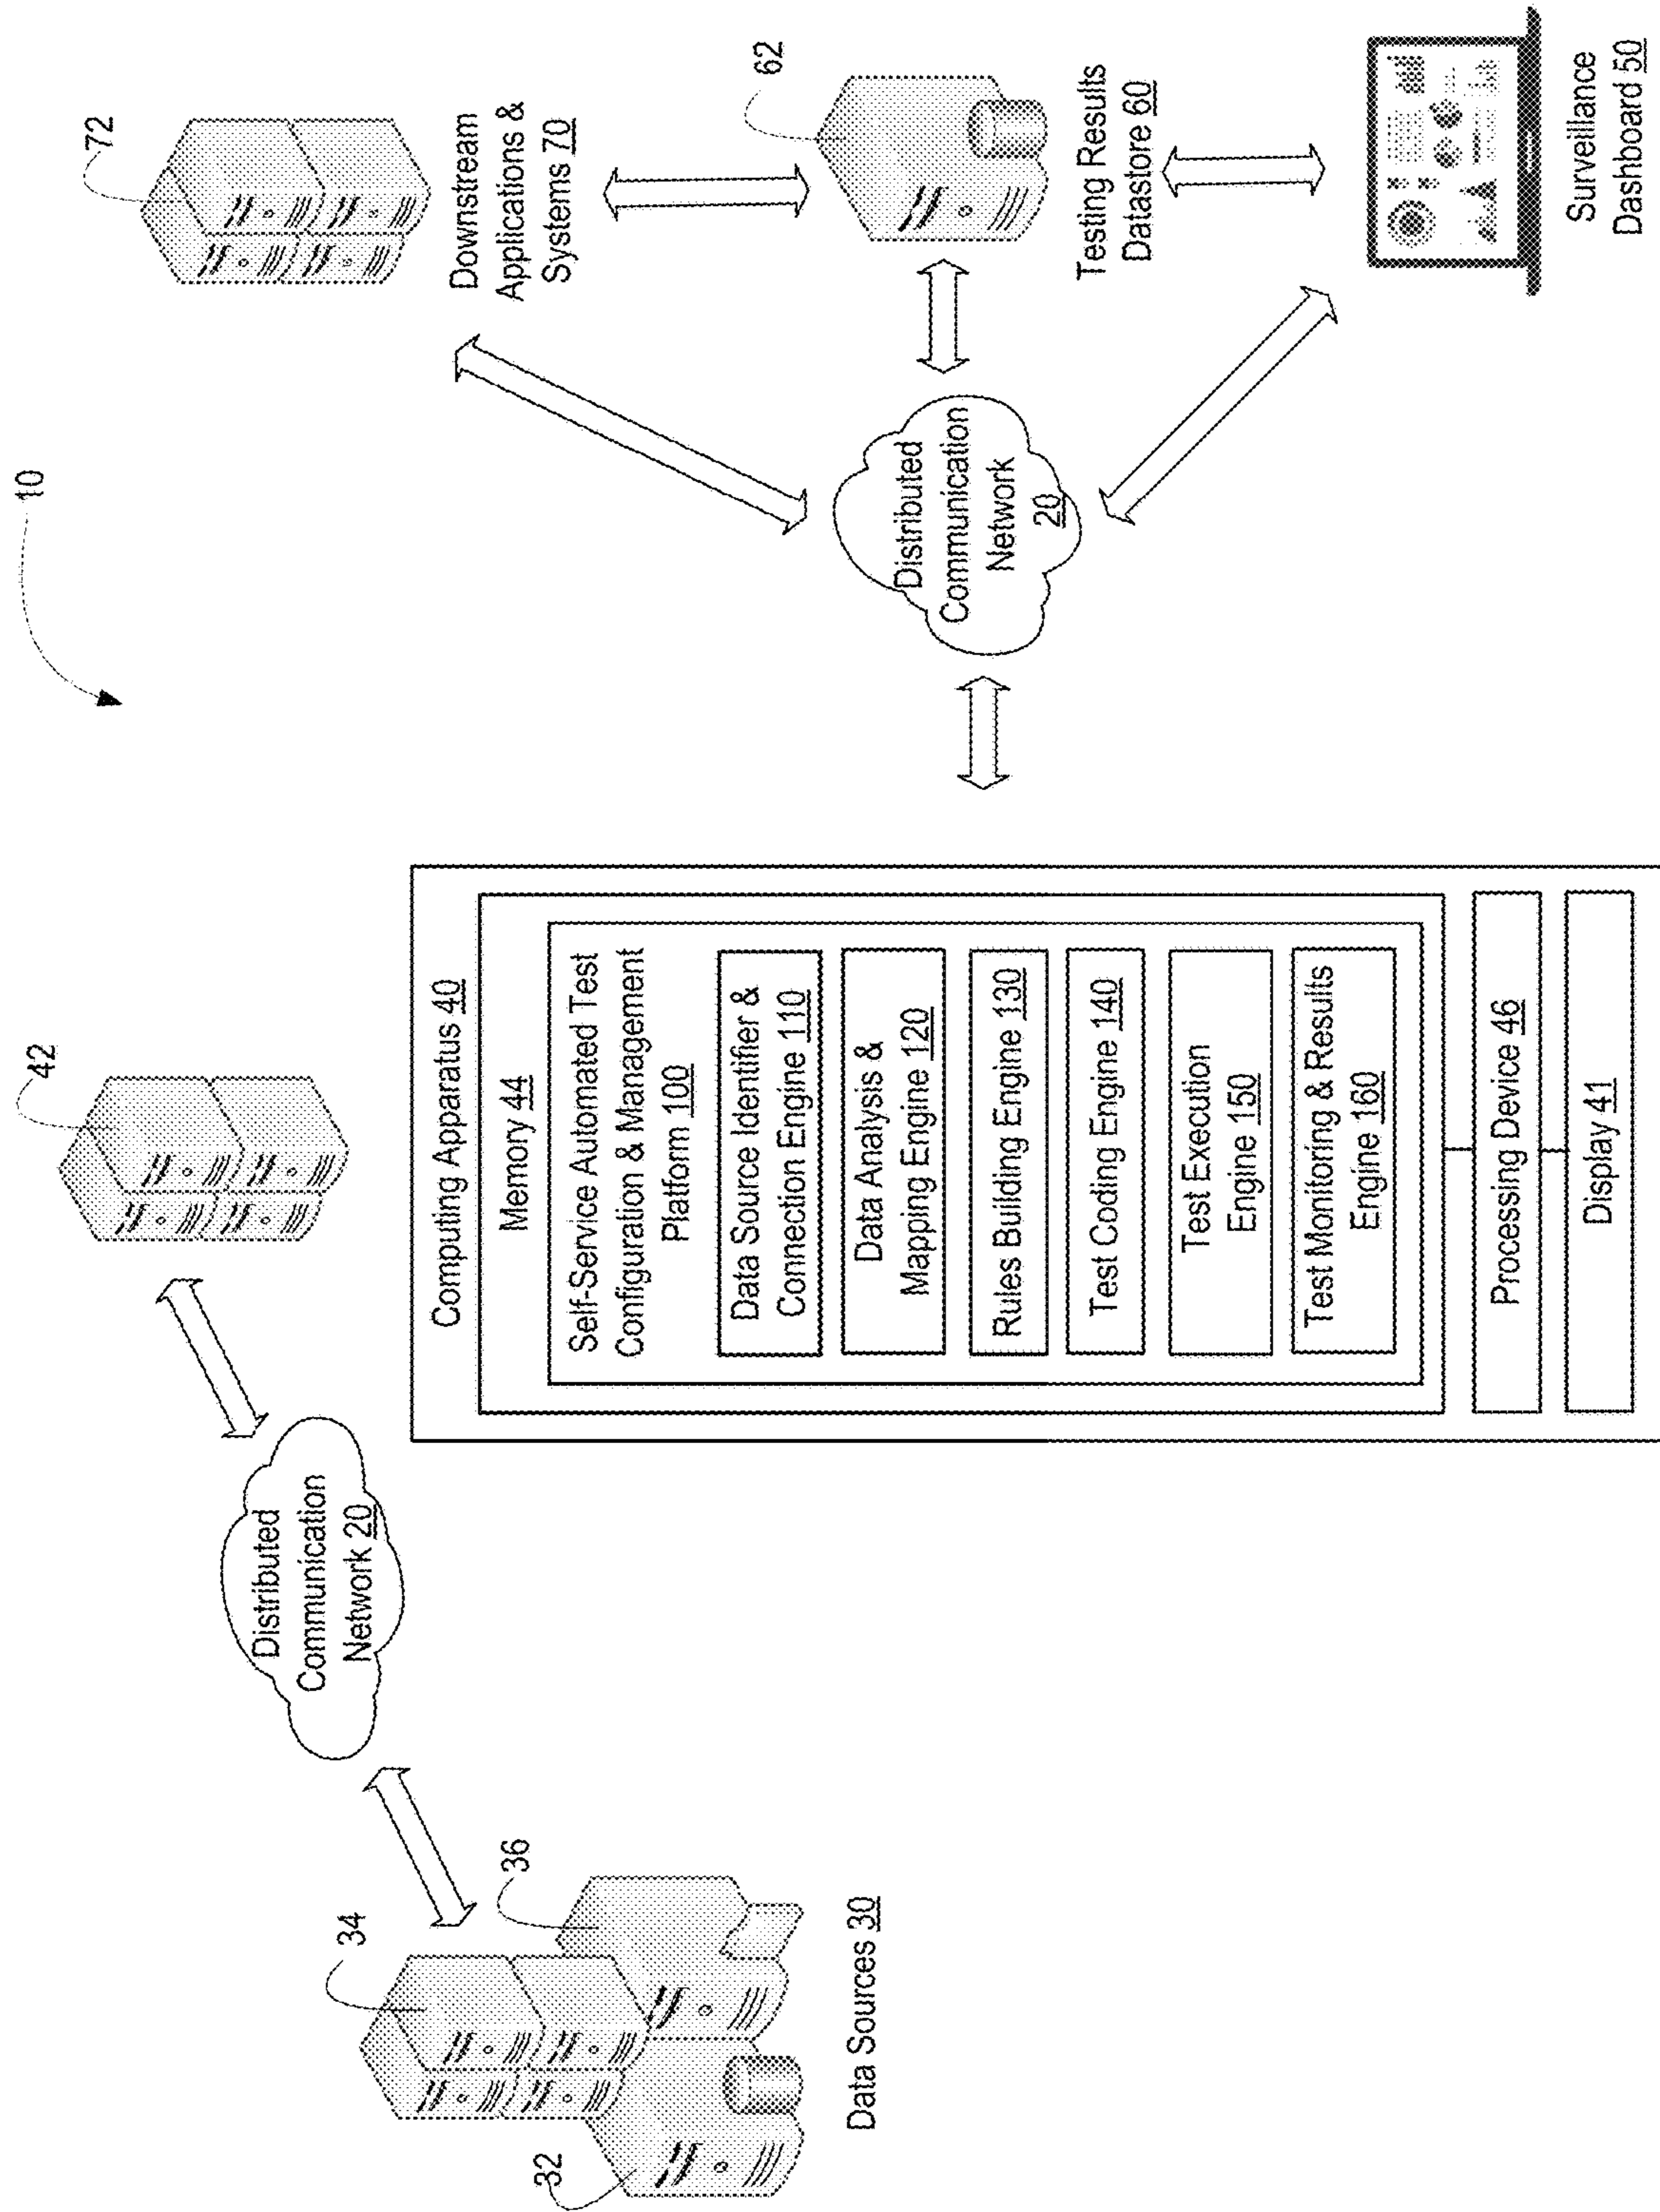 10
34
36
32
Data Sources 30
Distributed
Communication
Network 20
42
Computing Apparatus 40
Memory 44
Self-Service Automated Test
Configuration & Management
Platform 100
Data Source Identifier &
Connection Engine 110
Data Analysis &
Mapping Engine 120
Rules Building Engine 130
Test Coding Engine 140
Test Execution
Engine 150
Test Monitoring & Results
Engine 160
Processing Device 46
Display 41
Distributed
Communication
Network
20
72
Downstream
Applications &
Systems 70
62
Testing Results
Datastore 60
Surveillance
Dashboard 50